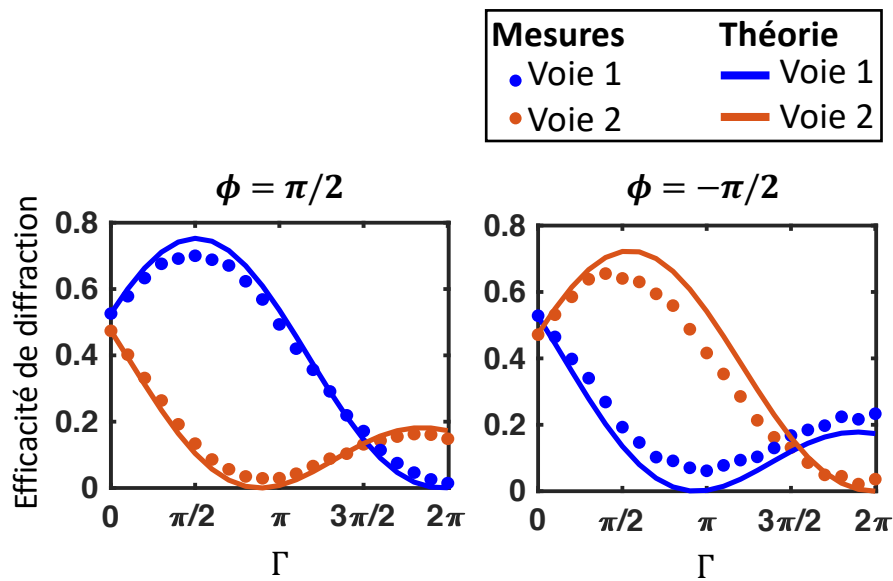 Mesures Théorie
Voie 1 Voie 1
Voie 2 Voie 2
ϕ = π/2
ϕ = −π/2
Efficacité de diffraction
0.8
0.6
0.4
0.2
0
0 π/2 π 3π/2 2π
Γ
0.8
0.6
0.4
0.2
0
0 π/2 π 3π/2 2π
Γ